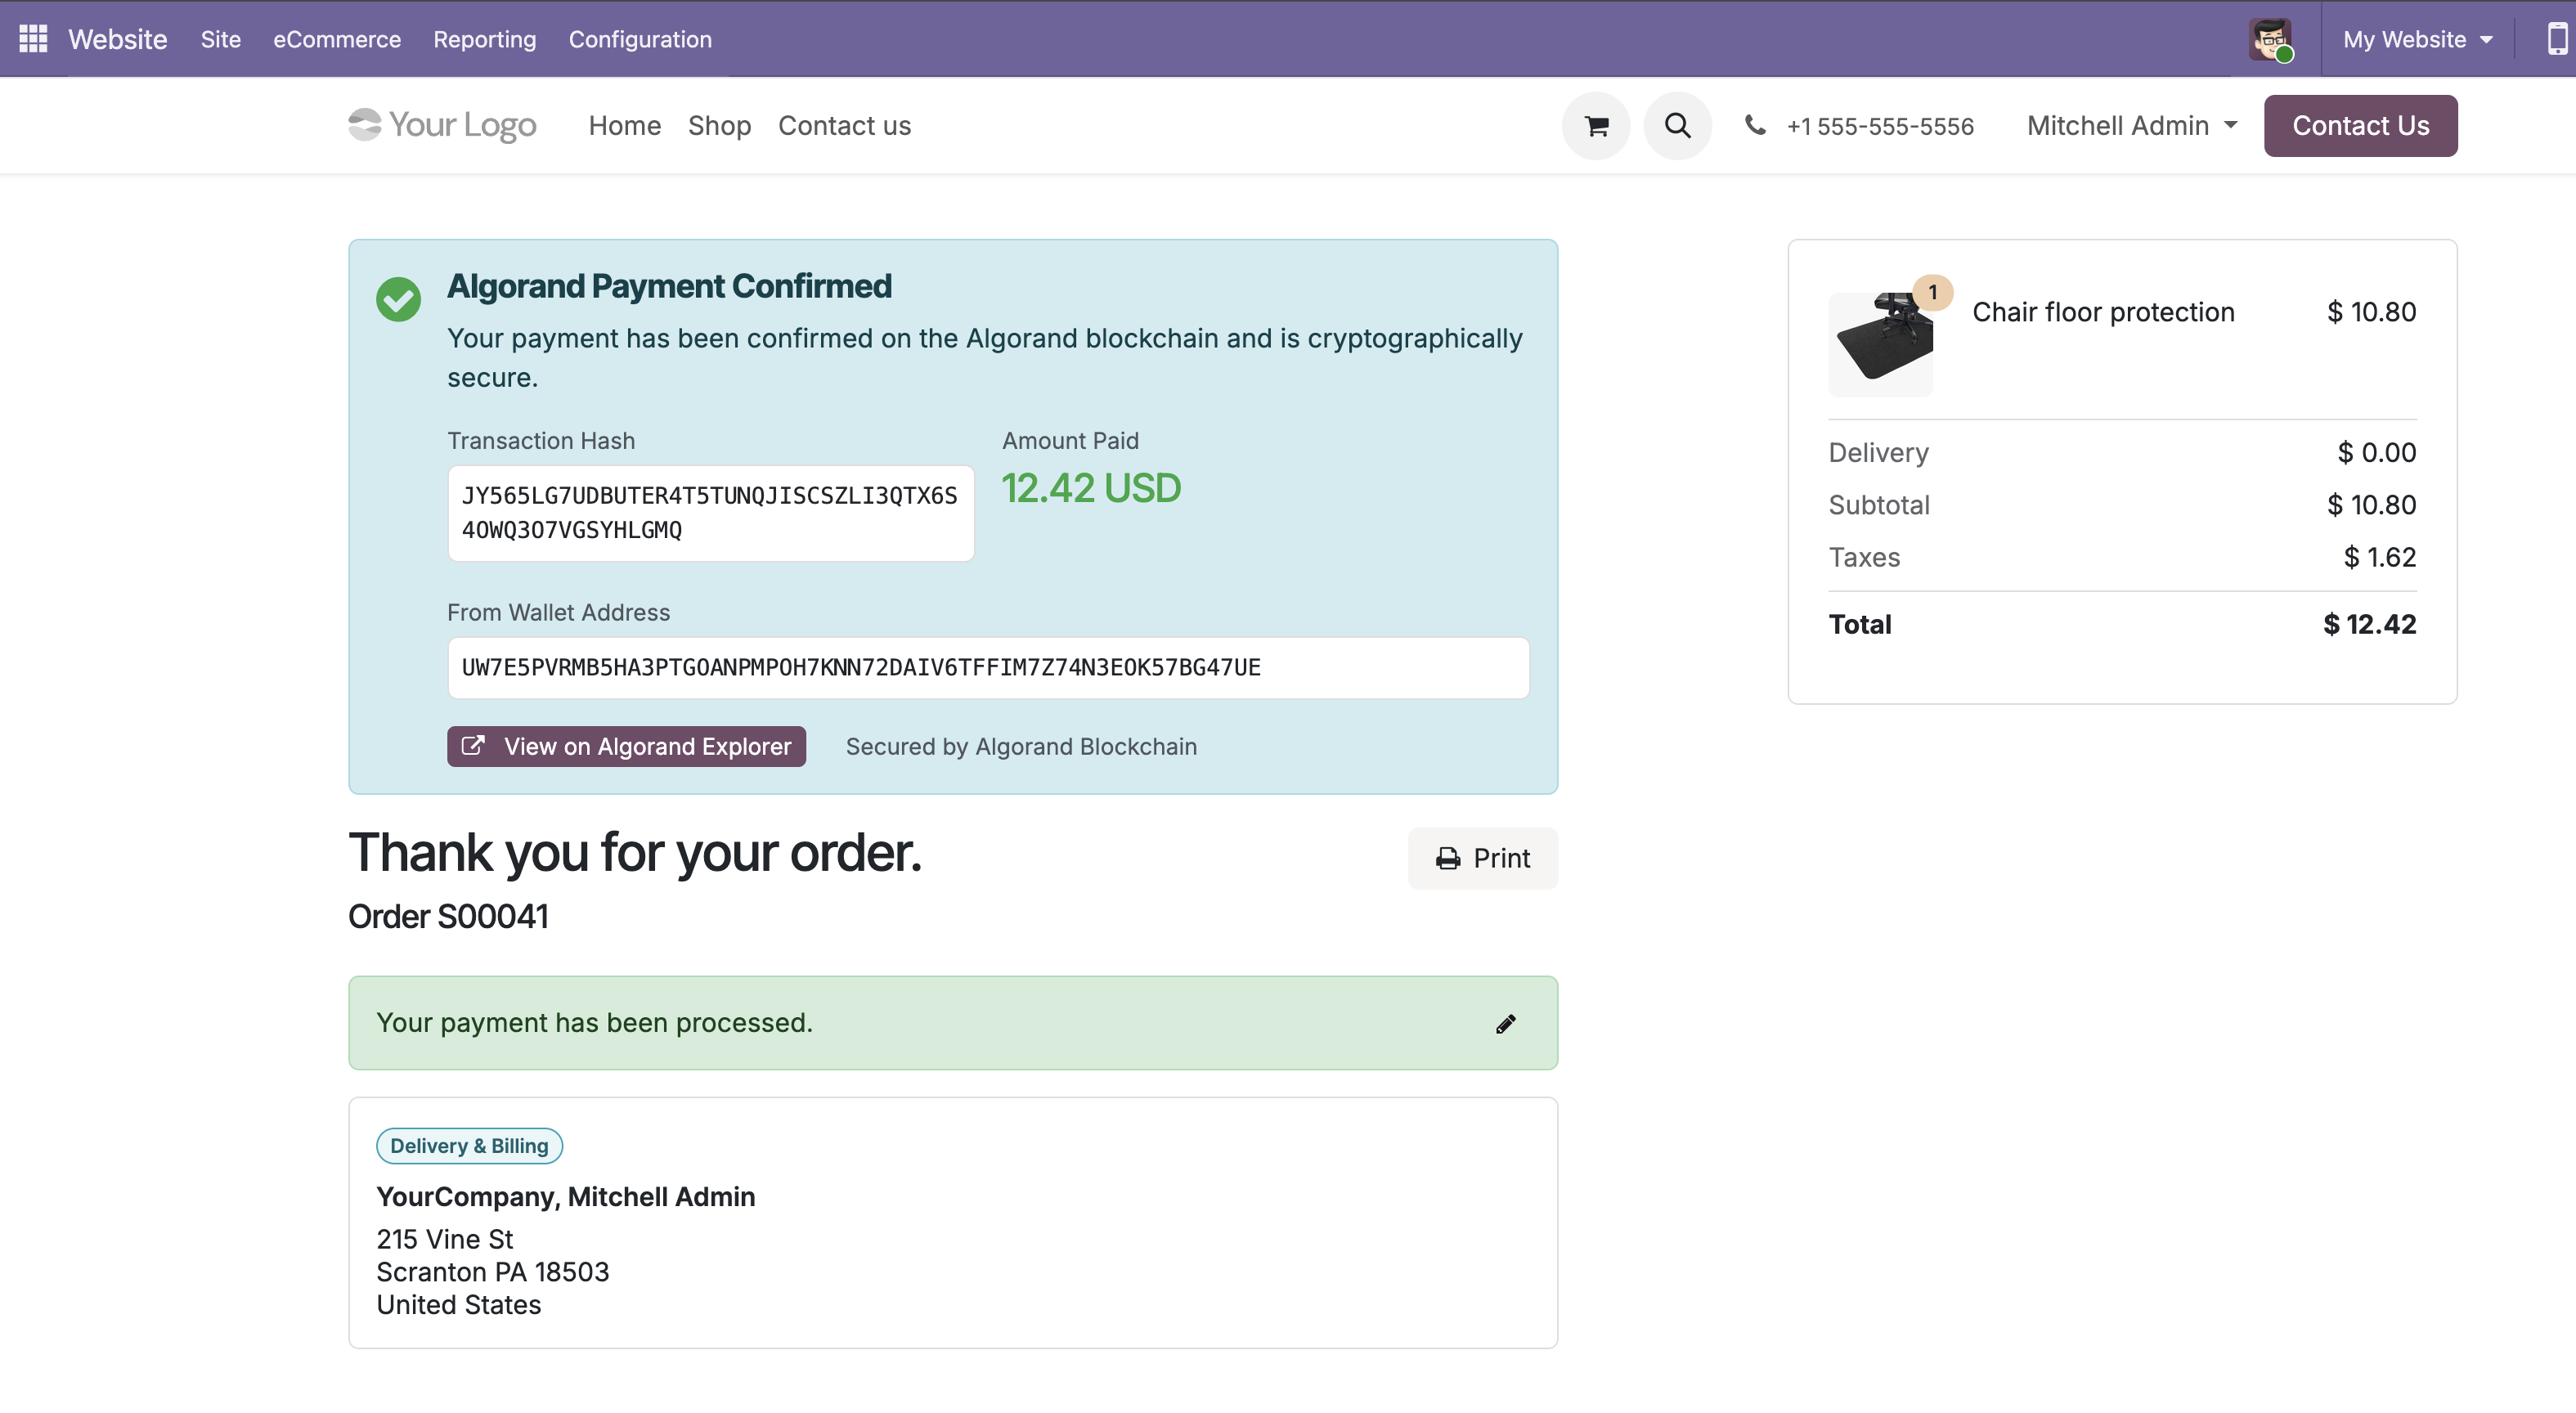 Website Site eCommerce Reporting Configuration My Website
Your Logo Home Shop Contact us +1 555-555-5556 Mitchell Admin Contact Us
Algorand Payment Confirmed
Your payment has been confirmed on the Algorand blockchain and is cryptographically
secure.
Transaction Hash
JY565LG7UDBUTER4T5TUNQJISCSZLI3QTX6S
4OWQ3O7VGSYHLGMQ
Amount Paid
12.42 USD
From Wallet Address
UW7E5PVRMB5HA3PTGOANPMPOH7KNN72DAIV6TFFIM7Z74N3EOK57BG47UE
View on Algorand Explorer Secured by Algorand Blockchain
1
Chair floor protection $ 10.80
Delivery $ 0.00
Subtotal $ 10.80
Taxes $ 1.62
Total $ 12.42
Thank you for your order.
Print
Order S00041
Your payment has been processed.
Delivery & Billing
YourCompany, Mitchell Admin
215 Vine St
Scranton PA 18503
United States